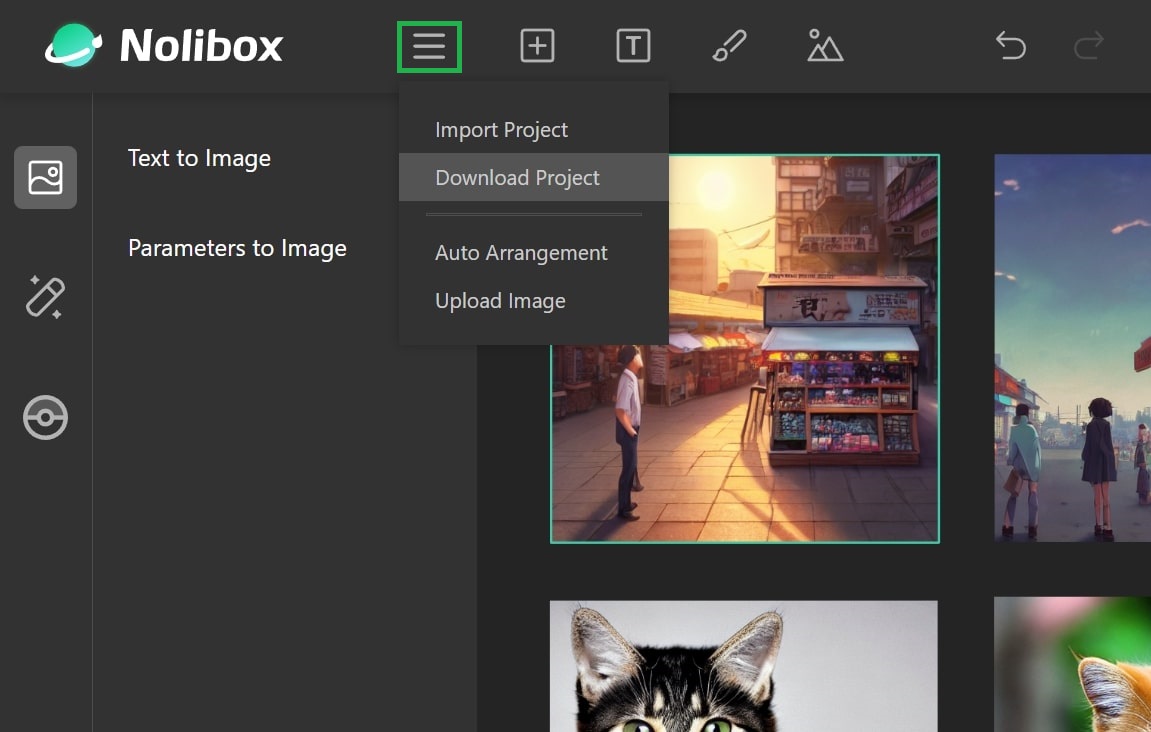 Nolibox
T
Import Project
Text to Image
Download Project
Parameters to Image
Auto Arrangement
Upload Image